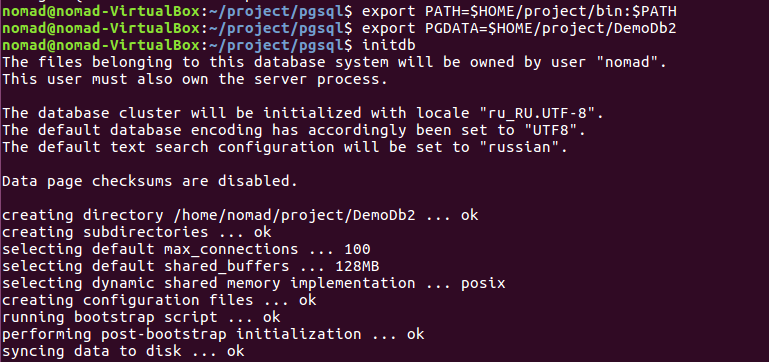 nomad@nomad-VirtualBox:~/project/pgsql$ export PATH=$HOME/project/bin:$PATH
nomad@nomad-VirtualBox:~/project/pgsql$ export PGDATA=$HOME/project/DemoDb2
nomad@nomad-VirtualBox:~/project/pgsql$ initdb
The files belonging to this database system will be owned by user "nomad".
This user must also own the server process.

The database cluster will be initialized with locale "ru_RU.UTF-8".
The default database encoding has accordingly been set to "UTF8".
The default text search configuration will be set to "russian".

Data page checksums are disabled.

creating directory /home/nomad/project/DemoDb2 ... ok
creating subdirectories ... ok
selecting default max_connections ... 100
selecting default shared_buffers ... 128MB
selecting dynamic shared memory implementation ... posix
creating configuration files ... ok
running bootstrap script ... ok
performing post-bootstrap initialization ... ok
syncing data to disk ... ok